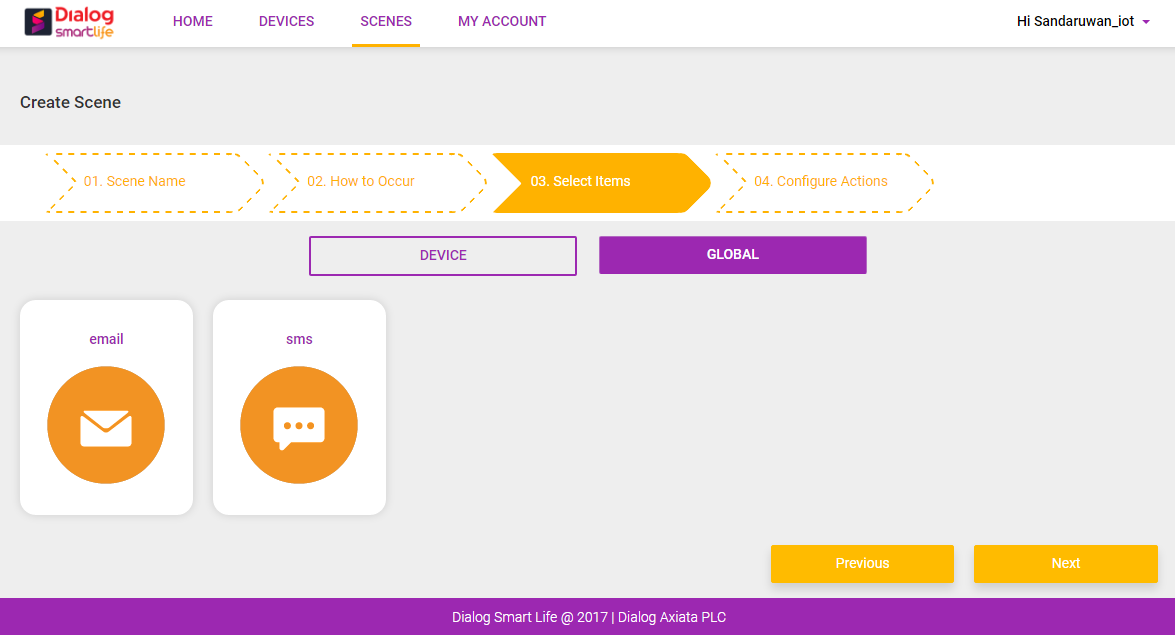 Dialog
smartlife
HOME DEVICES SCENES MY ACCOUNT Hi Sandaruwan_iot
Create Scene
01. Scene Name 02. How to Occur 03. Select Items 04. Configure Actions
DEVICE GLOBAL
email sms
Previous Next
Dialog Smart Life @ 2017 | Dialog Axiata PLC